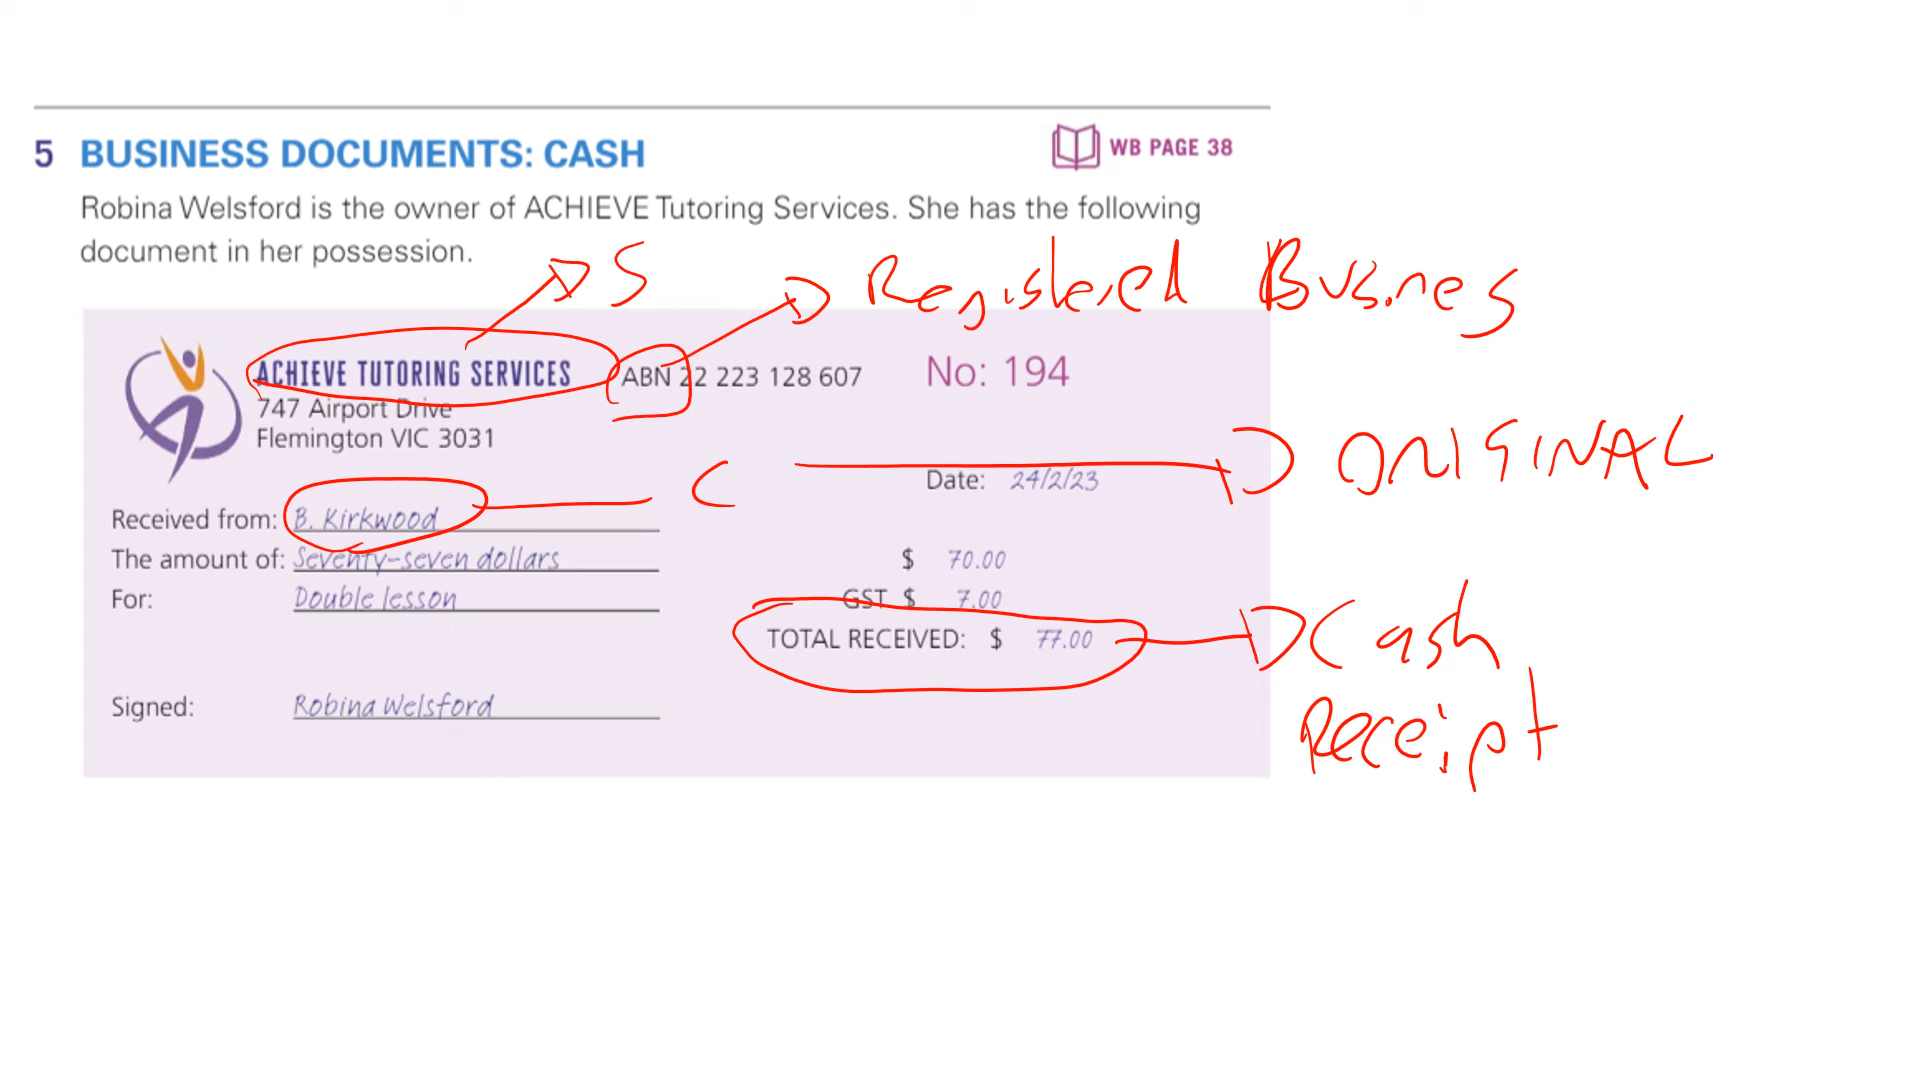 5 BUSINESS DOCUMENTS: CASH
WB PAGE 38
Robina Welsford is the owner of ACHIEVE Tutoring Services. She has the following
document in her possession.
S
Registered Busines
ACHIEVE TUTORING SERVICES ABN 22 223 128 607 No: 194
747 Airport Drive
Flemington VIC 3031
ORIGINAL
C
Date: 24/2/23
Received from: B. Kirkwood
The amount of: Seventy-seven dollars $ 70.00
For: Double lesson GST $ 7.00
TOTAL RECEIVED: $ 77.00
Cash
Receipt
Signed: Robina Welsford